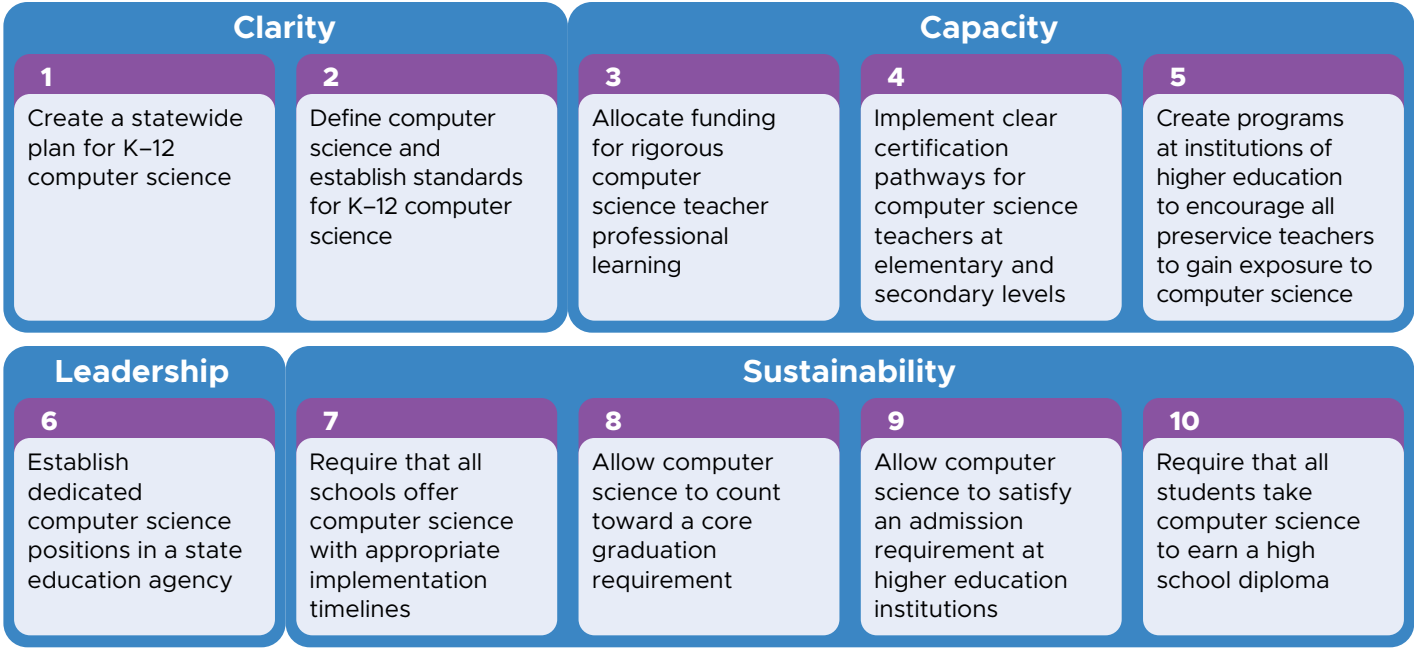 Clarity
1
Create a statewide
plan for K–12
computer science
2
Define computer
science and
establish standards
for K–12 computer
science
Capacity
3
Allocate funding
for rigorous
computer
science teacher
professional
learning
4
Implement clear
certification
pathways for
computer science
teachers at
elementary and
secondary levels
5
Create programs
at institutions of
higher education
to encourage all
preservice teachers
to gain exposure to
computer science
Leadership
6
Establish
dedicated
computer science
positions in a state
education agency
Sustainability
7
Require that all
schools offer
computer science
with appropriate
implementation
timelines
8
Allow computer
science to count
toward a core
graduation
requirement
9
Allow computer
science to satisfy
an admission
requirement at
higher education
institutions
10
Require that all
students take
computer science
to earn a high
school diploma